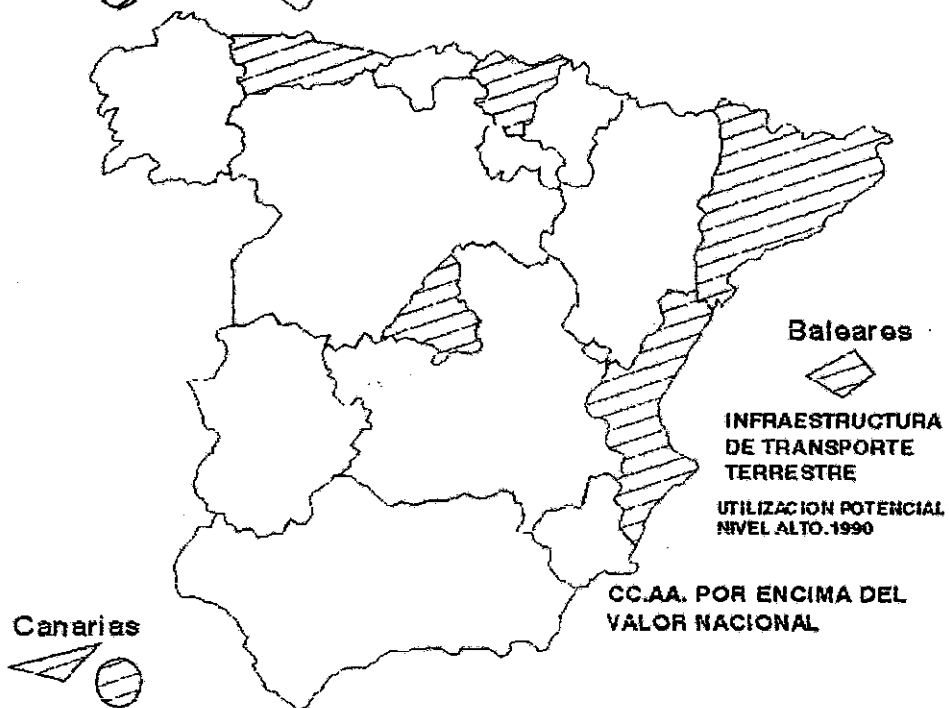 Baleares
INFRAESTRUCTURA
DE TRANSPORTE
TERRESTRE
UTILIZACION POTENCIAL
NIVEL ALTO.1990
CC.AA. POR ENCIMA DEL
VALOR NACIONAL
Canarias